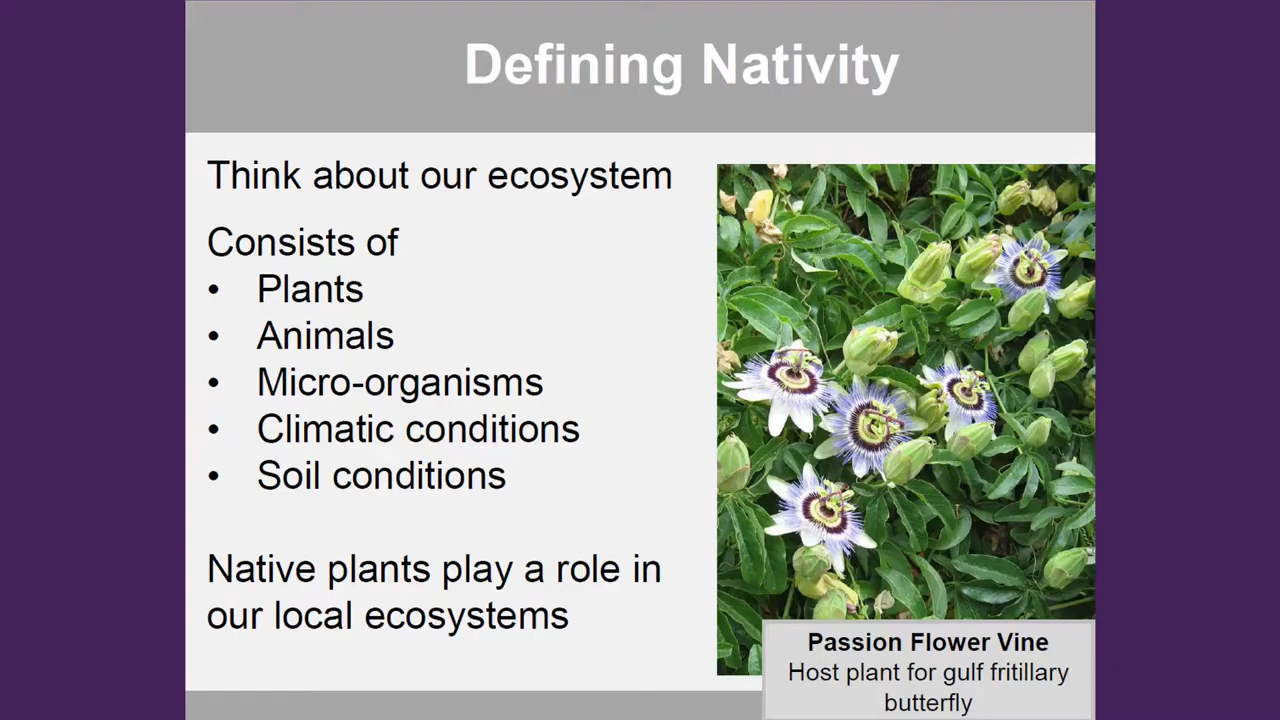 Defining Nativity
Think about our ecosystem
Consists of
• Plants
• Animals
• Micro-organisms
• Climatic conditions
• Soil conditions
Native plants play a role in
our local ecosystems
Passion Flower Vine
Host plant for gulf fritillary
butterfly